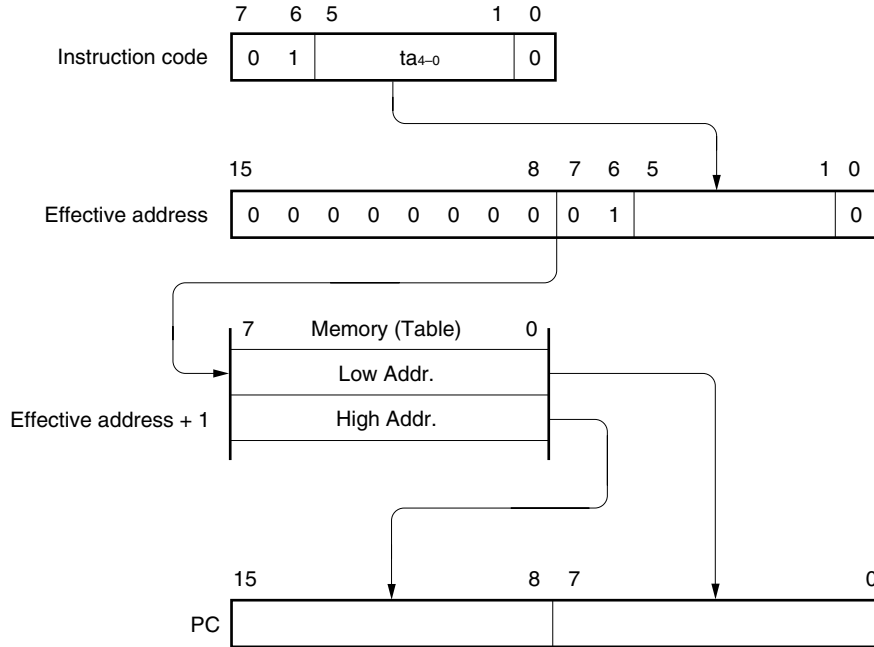 7 6 5 1 0
Instruction code 0 1 ta4–0 0
15 8 7 6 5 1 0
Effective address 0 0 0 0 0 0 0 0 0 1 0
7 Memory (Table) 0
Low Addr.
Effective address + 1 High Addr.
15 8 7 0
PC